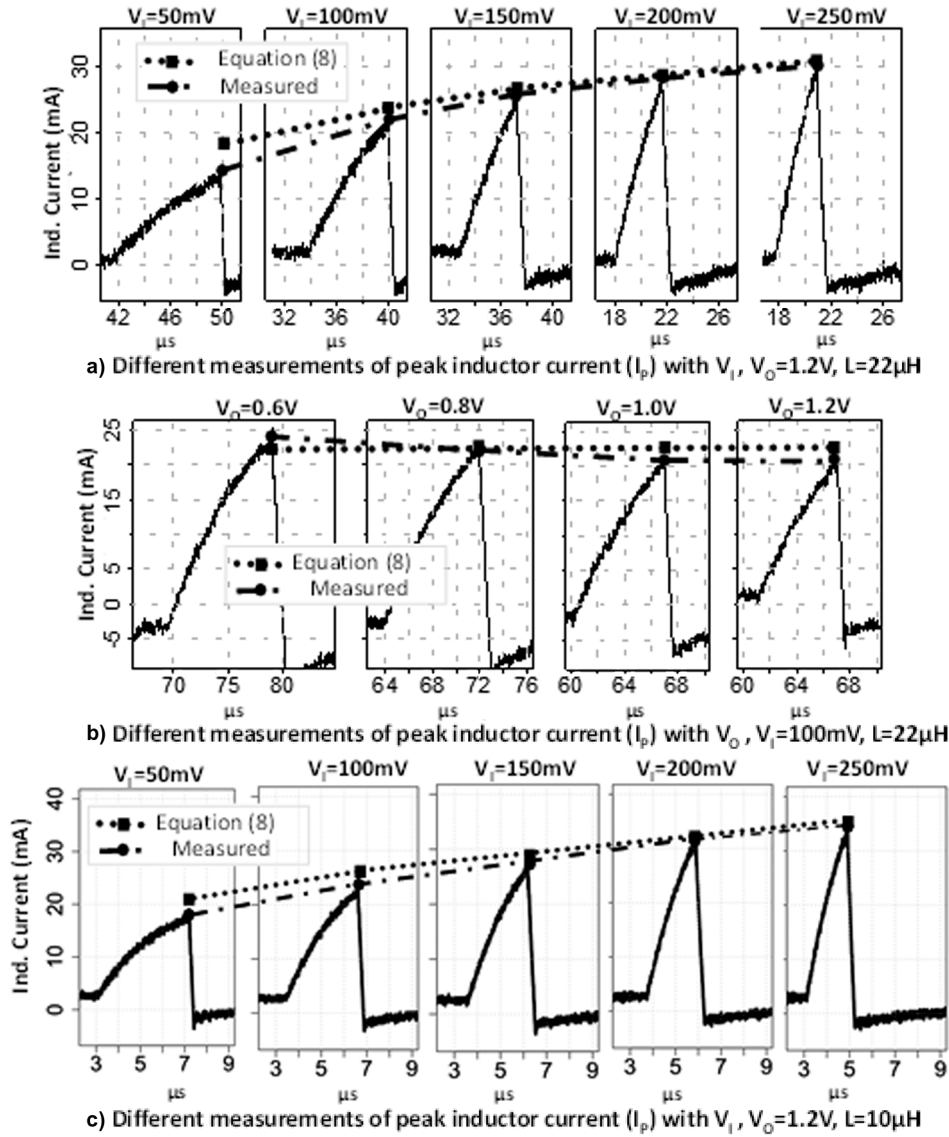 V_I=50mV V_I=100mV V_I=150mV V_I=200mV V_I=250mV
Equation (8)
Measured
Ind. Current (mA)
30
20
10
0
42 46 50 32 36 40 32 36 40 18 22 26 18 22 26
µs µs µs µs µs
a) Different measurements of peak inductor current (I_P) with V_I, V_O=1.2V, L=22µH
V_O=0.6V V_O=0.8V V_O=1.0V V_O=1.2V
Equation (8)
Measured
Ind. Current (mA)
25
15
5
0
-5
70 75 80 64 68 72 76 60 64 68 60 64 68
µs µs µs µs
b) Different measurements of peak inductor current (I_P) with V_O, V_I=100mV, L=22µH
V_I=50mV V_I=100mV V_I=150mV V_I=200mV V_I=250mV
Equation (8)
Measured
Ind. Current (mA)
40
30
20
10
0
3 5 7 9 3 5 7 9 3 5 7 9 3 5 7 9 3 5 7 9
µs µs µs µs µs
c) Different measurements of peak inductor current (I_P) with V_I, V_O=1.2V, L=10µH